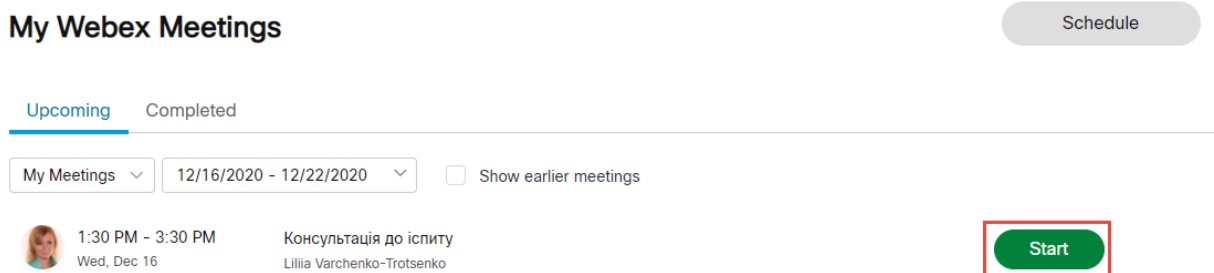 My Webex Meetings
Schedule
Upcoming Completed
My Meetings 12/16/2020 - 12/22/2020 Show earlier meetings
1:30 PM - 3:30 PM Консультація до іспиту Start
Wed, Dec 16 Liliia Varchenko-Trotsenko